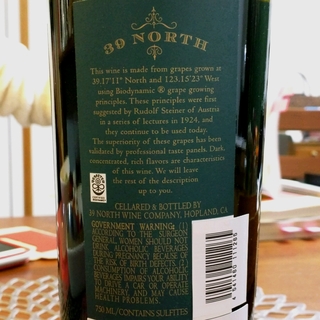 39 NORTH
This wine is made from grapes grown at
39.17'11" North and 123.15'23" West
using Biodynamic ® grape growing
principles. These principles were first
suggested by Rudolf Steiner of Austria
in a series of lectures in 1924, and
they continue to be used today.
The superiority of these grapes has been
validated by professional taste panels. Dark,
concentrated, rich flavors are characteristics
of this wine. We will leave
the rest of the description
up to you.
CELLARED & BOTTLED BY
39 NORTH WINE COMPANY, HOPLAND, CA
GOVERNMENT WARNING: (1)
ACCORDING TO THE SURGEON
GENERAL, WOMEN SHOULD NOT
DRINK ALCOHOLIC BEVERAGES
DURING PREGNANCY BECAUSE OF
THE RISK OF BIRTH DEFECTS. (2)
CONSUMPTION OF ALCOHOLIC
BEVERAGES IMPAIRS YOUR ABILITY
TO DRIVE A CAR OR OPERATE
MACHINERY, AND MAY CAUSE
HEALTH PROBLEMS.
750 ML/CONTAINS SULFITES